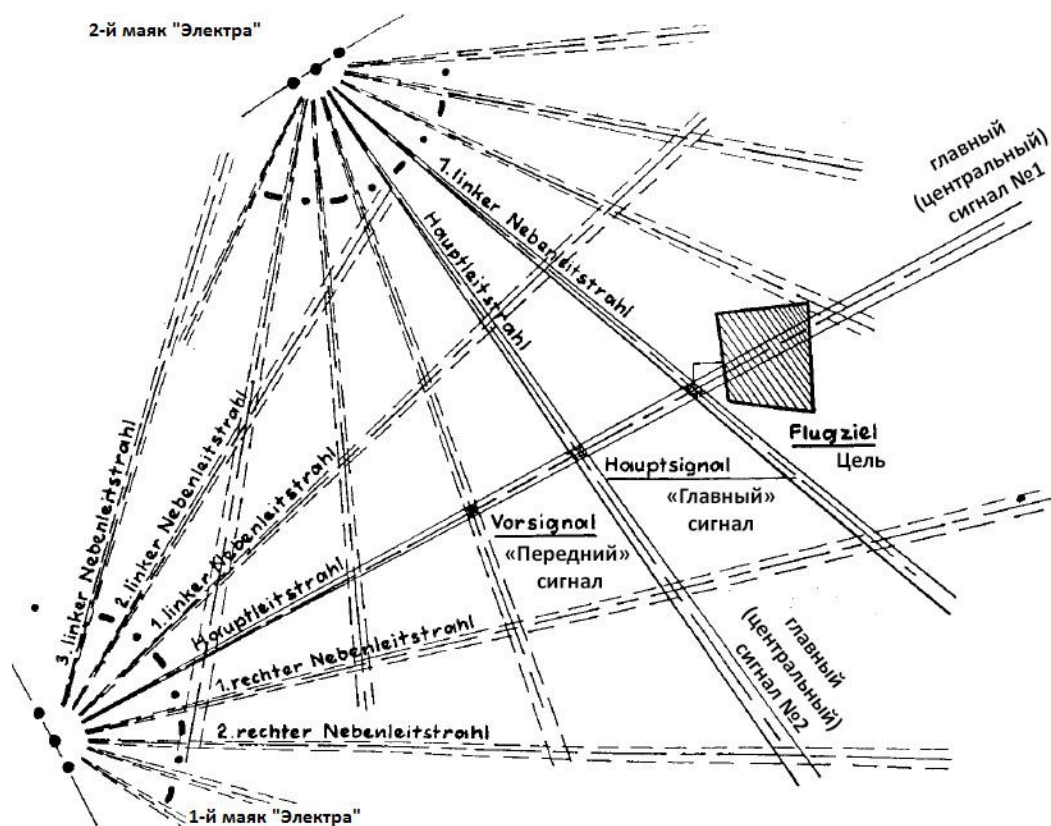 2-й маяк "Электра"
главный
(центральный)
сигнал №1
1. linker Nebenleitstrahl
Hauptleitstrahl
3. linker Nebenleitstrahl
2. linker Nebenleitstrahl
1. linker Nebenleitstrahl
Hauptleitstrahl
Flugziel
Цель
Hauptsignal
«Главный»
сигнал
Vorsignal
«Передний»
сигнал
1. rechter Nebenleitstrahl
2. rechter Nebenleitstrahl
главный
(центральный)
сигнал №2
1-й маяк "Электра"